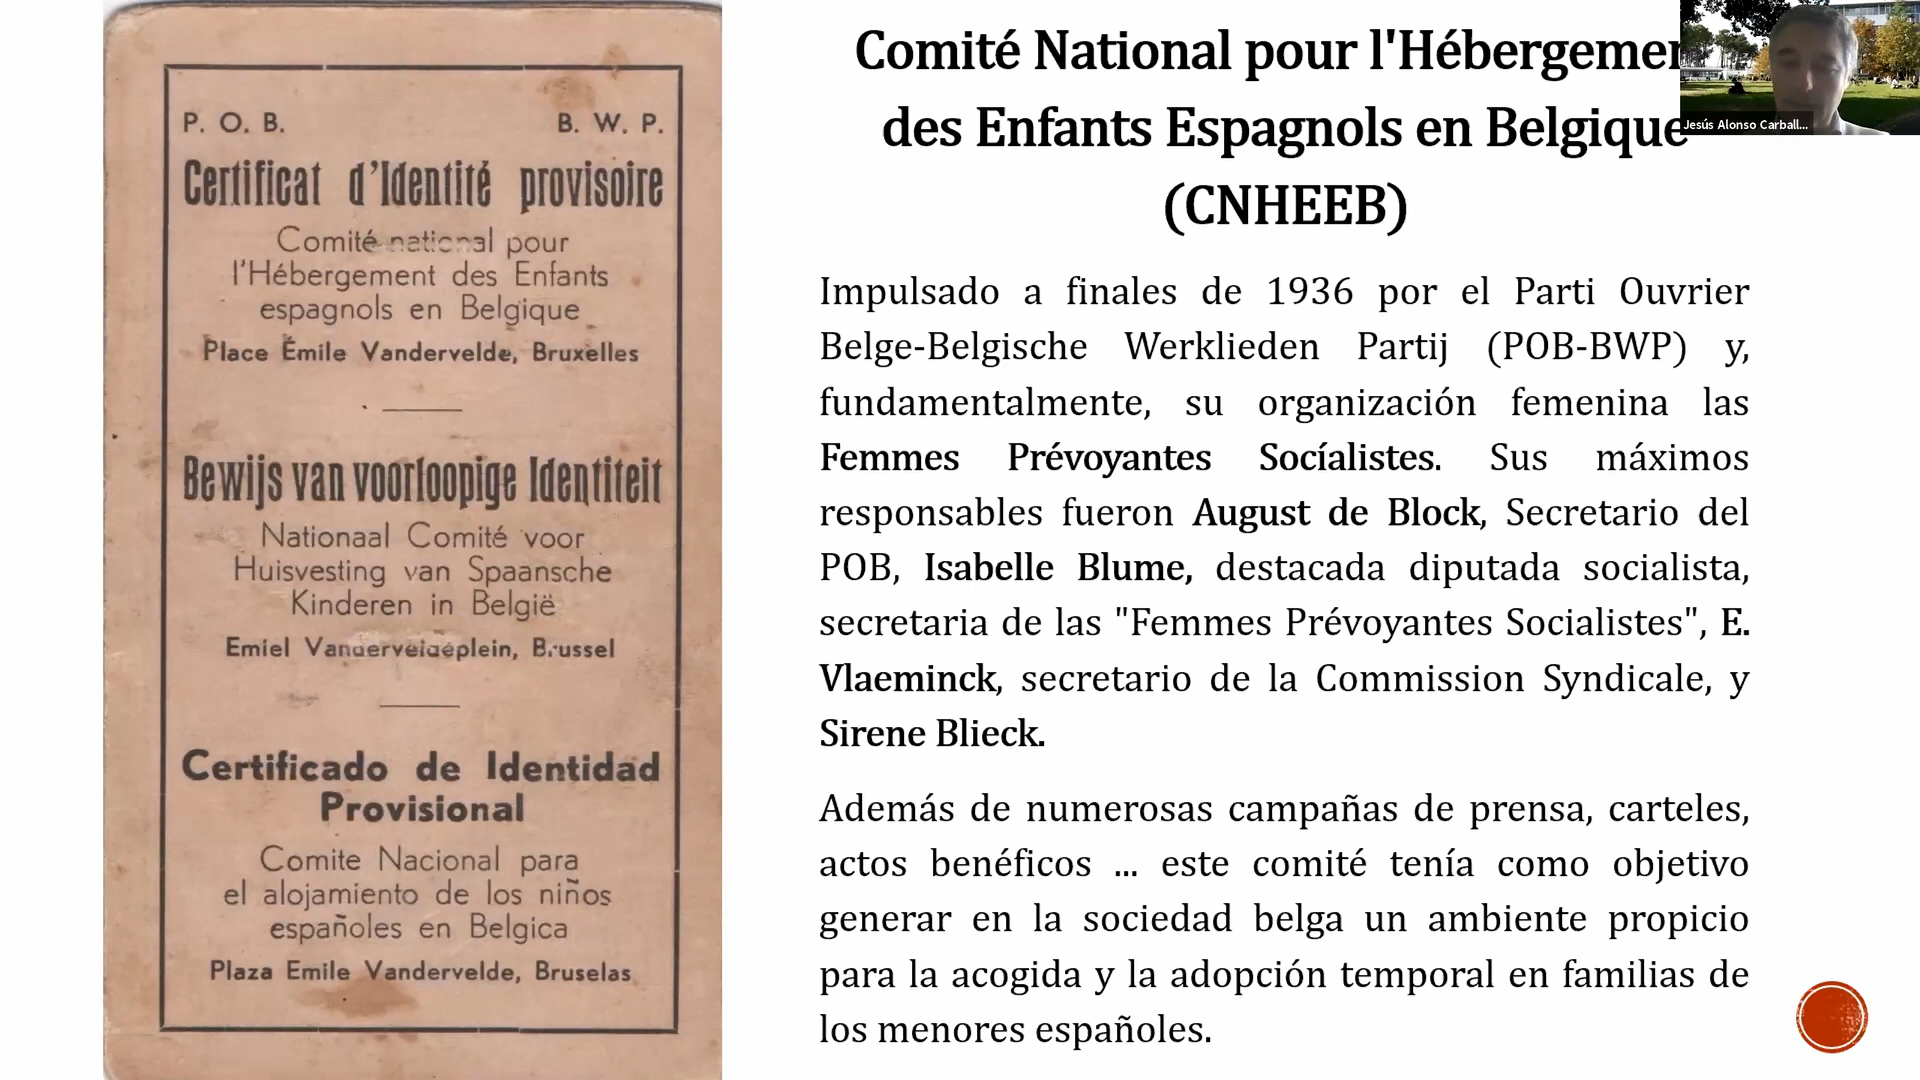 P. O. B. B. W. P.
Certificat d'Identité provisoire
Comité national pour
l'Hébergement des Enfants
espagnols en Belgique
Place Émile Vandervelde, Bruxelles
Bewijs van voorloopige Identiteit
Nationaal Comité voor
Huisvesting van Spaansche
Kinderen in België
Emiel Vanderveldeplein, Brussel
Certificado de Identidad
Provisional
Comite Nacional para
el alojamiento de los niños
españoles en Belgica
Plaza Emile Vandervelde, Bruselas
Comité National pour l'Hébergemen
des Enfants Espagnols en Belgique
(CNHEEB)
Impulsado a finales de 1936 por el Parti Ouvrier
Belge-Belgische Werklieden Partij (POB-BWP) y,
fundamentalmente, su organización femenina las
Femmes Prévoyantes Socíalistes. Sus máximos
responsables fueron August de Block, Secretario del
POB, Isabelle Blume, destacada diputada socialista,
secretaria de las "Femmes Prévoyantes Socialistes", E.
Vlaeminck, secretario de la Commission Syndicale, y
Sirene Blieck.
Además de numerosas campañas de prensa, carteles,
actos benéficos ... este comité tenía como objetivo
generar en la sociedad belga un ambiente propicio
para la acogida y la adopción temporal en familias de
los menores españoles.
Jesús Alonso Carball...